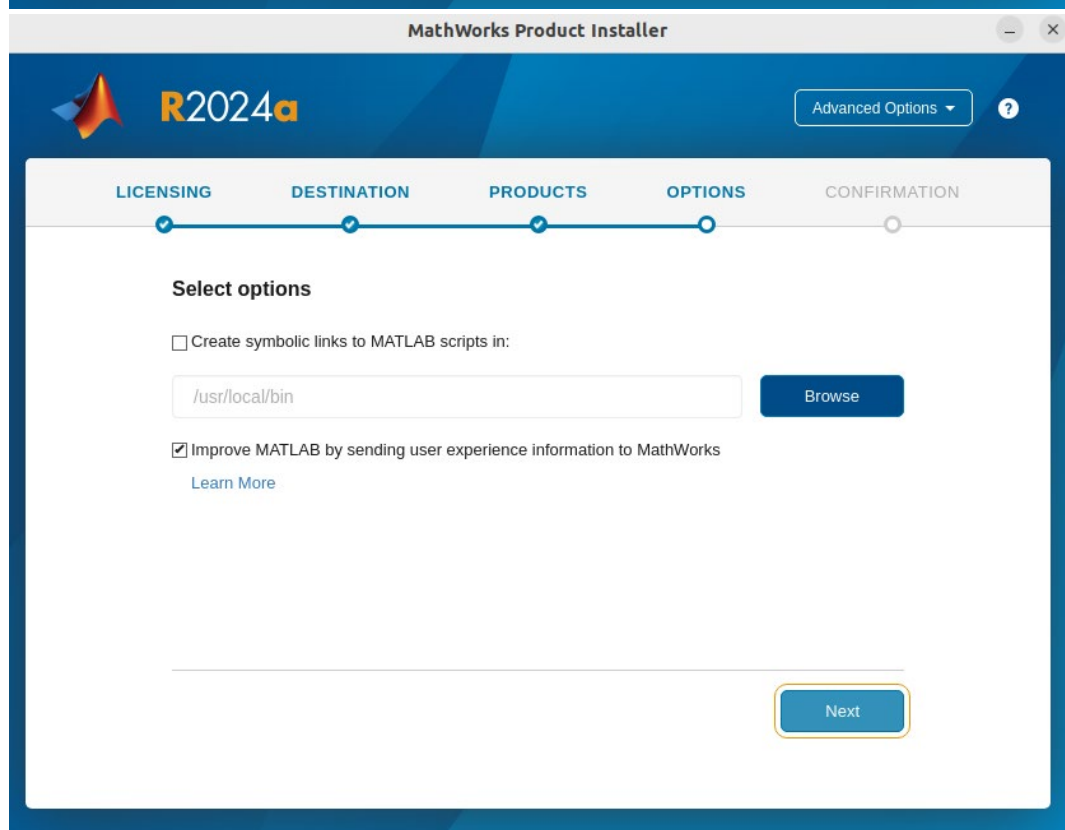 MathWorks Product Installer
R2024a
Advanced Options
?
LICENSING DESTINATION PRODUCTS OPTIONS CONFIRMATION
Select options
Create symbolic links to MATLAB scripts in:
/usr/local/bin
Browse
Improve MATLAB by sending user experience information to MathWorks
Learn More
Next